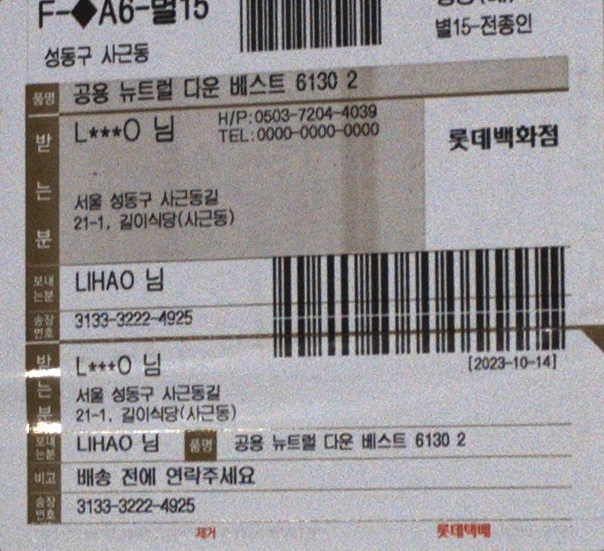 F-◆A6-별15
별15-전종인
성동구 사근동
품명 공용 뉴트럴 다운 베스트 6130 2
받는분 L***O 님 H/P:0503-7204-4039
TEL:0000-0000-0000
롯데백화점
서울 성동구 사근동길
21-1, 길이식당(사근동)
보내는분 LIHAO 님
송장번호 3133-3222-4925
받는분 L***O 님 [2023-10-14]
서울 성동구 사근동길
21-1, 길이식당(사근동)
보내는분 LIHAO 님 품명 공용 뉴트럴 다운 베스트 6130 2
비고 배송 전에 연락주세요
송장번호 3133-3222-4925
제거 롯데택배